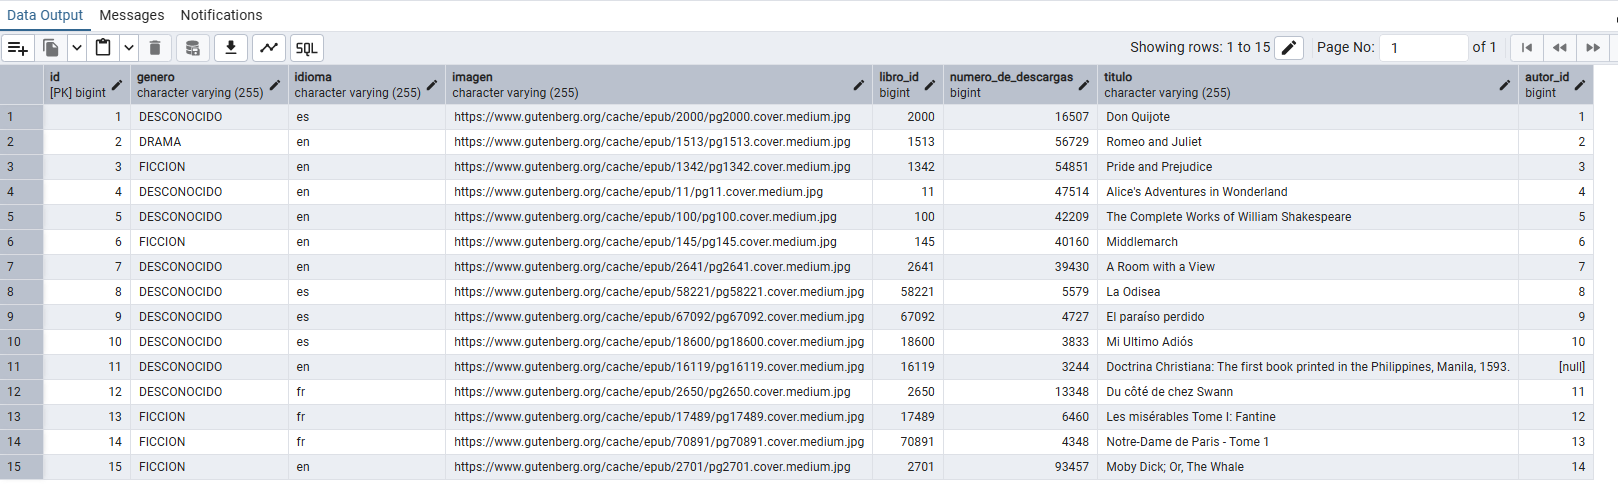 Data Output Messages Notifications
SQL Showing rows: 1 to 15 Page No: 1 of 1
id genero idioma imagen libro_id numero_de_descargas titulo autor_id
[PK] bigint character varying (255) character varying (255) character varying (255) bigint bigint character varying (255) bigint
1 1 DESCONOCIDO es https://www.gutenberg.org/cache/epub/2000/pg2000.cover.medium.jpg 2000 16507 Don Quijote 1
2 2 DRAMA en https://www.gutenberg.org/cache/epub/1513/pg1513.cover.medium.jpg 1513 56729 Romeo and Juliet 2
3 3 FICCION en https://www.gutenberg.org/cache/epub/1342/pg1342.cover.medium.jpg 1342 54851 Pride and Prejudice 3
4 4 DESCONOCIDO en https://www.gutenberg.org/cache/epub/11/pg11.cover.medium.jpg 11 47514 Alice's Adventures in Wonderland 4
5 5 DESCONOCIDO en https://www.gutenberg.org/cache/epub/100/pg100.cover.medium.jpg 100 42209 The Complete Works of William Shakespeare 5
6 6 FICCION en https://www.gutenberg.org/cache/epub/145/pg145.cover.medium.jpg 145 40160 Middlemarch 6
7 7 DESCONOCIDO en https://www.gutenberg.org/cache/epub/2641/pg2641.cover.medium.jpg 2641 39430 A Room with a View 7
8 8 DESCONOCIDO es https://www.gutenberg.org/cache/epub/58221/pg58221.cover.medium.jpg 58221 5579 La Odisea 8
9 9 DESCONOCIDO es https://www.gutenberg.org/cache/epub/67092/pg67092.cover.medium.jpg 67092 4727 El paraíso perdido 9
10 10 DESCONOCIDO es https://www.gutenberg.org/cache/epub/18600/pg18600.cover.medium.jpg 18600 3833 Mi Ultimo Adiós 10
11 11 DESCONOCIDO en https://www.gutenberg.org/cache/epub/16119/pg16119.cover.medium.jpg 16119 3244 Doctrina Christiana: The first book printed in the Philippines, Manila, 1593. [null]
12 12 DESCONOCIDO fr https://www.gutenberg.org/cache/epub/2650/pg2650.cover.medium.jpg 2650 13348 Du côté de chez Swann 11
13 13 FICCION fr https://www.gutenberg.org/cache/epub/17489/pg17489.cover.medium.jpg 17489 6460 Les misérables Tome I: Fantine 12
14 14 FICCION fr https://www.gutenberg.org/cache/epub/70891/pg70891.cover.medium.jpg 70891 4348 Notre-Dame de Paris - Tome 1 13
15 15 FICCION en https://www.gutenberg.org/cache/epub/2701/pg2701.cover.medium.jpg 2701 93457 Moby Dick; Or, The Whale 14